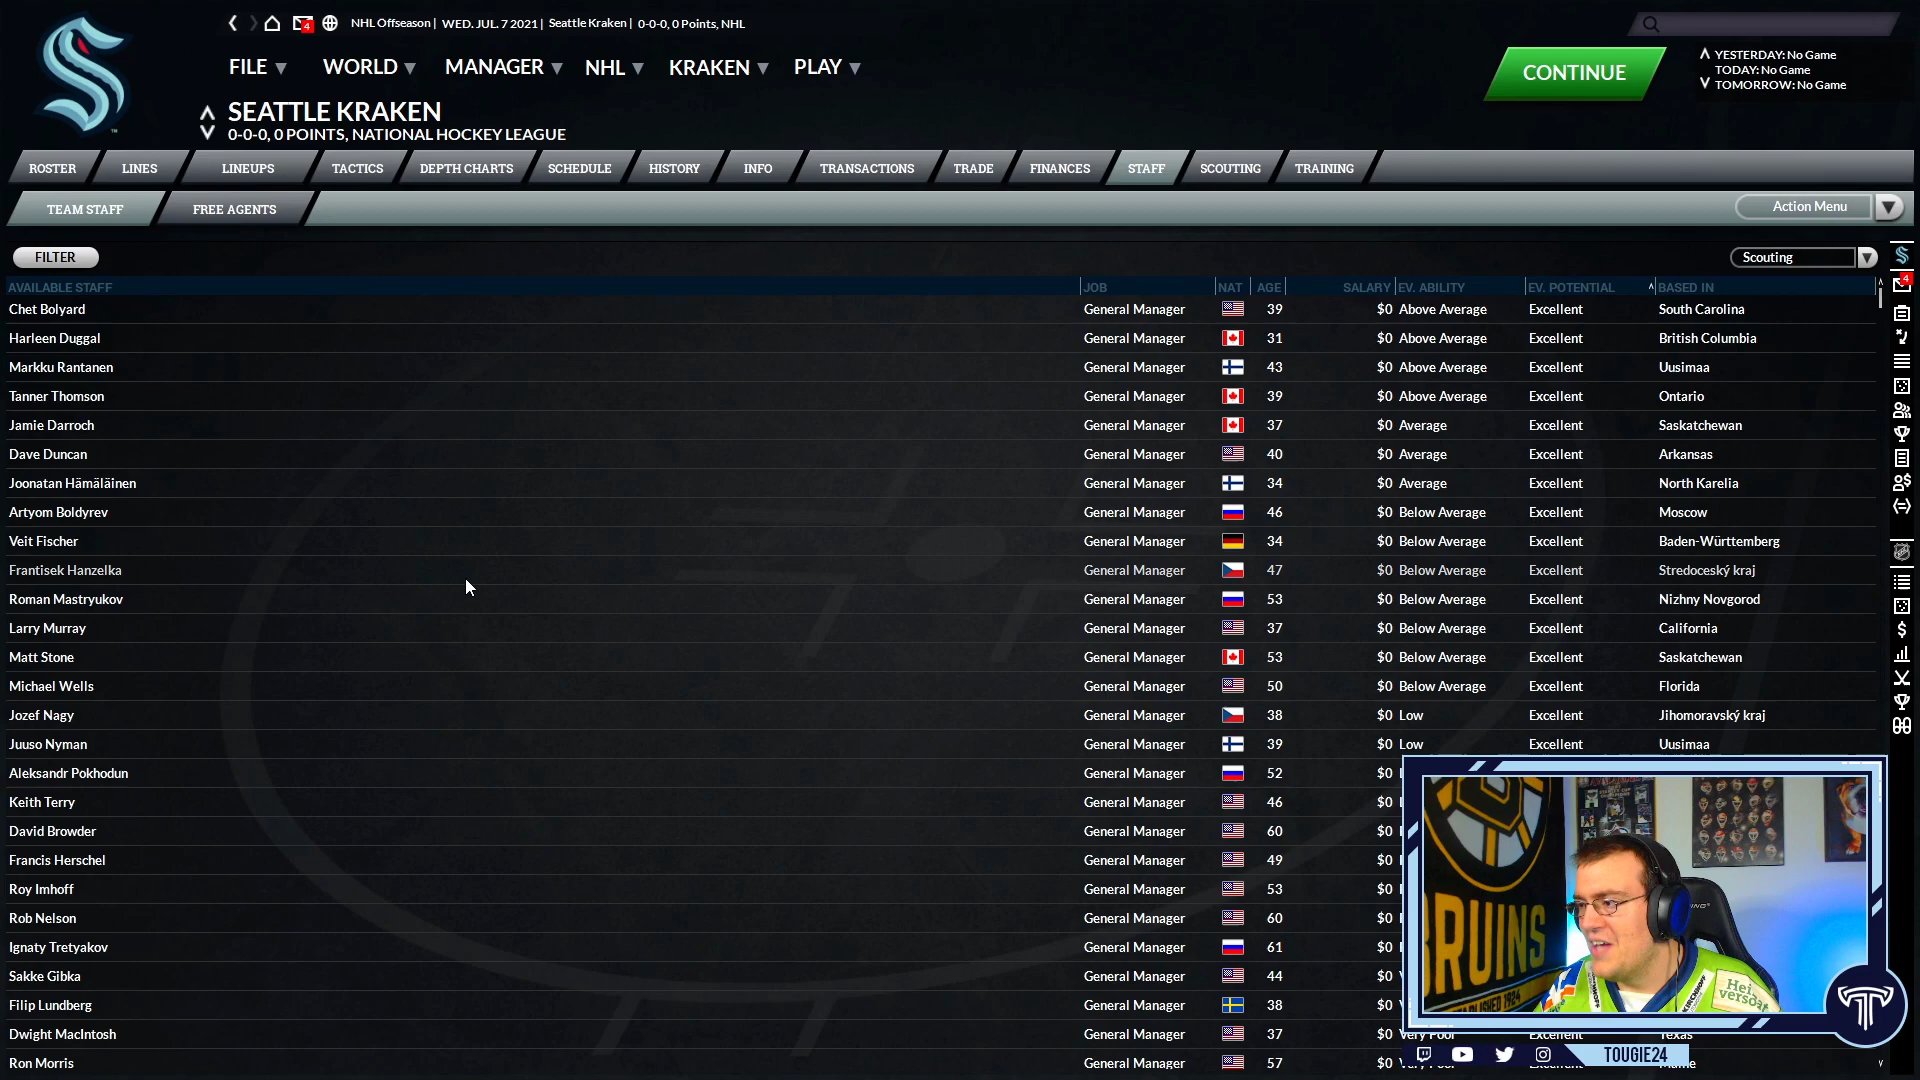 NHL Offseason | WED. JUL. 7 2021 | Seattle Kraken | 0-0-0, 0 Points, NHL
4
FILE WORLD MANAGER NHL KRAKEN PLAY
CONTINUE
YESTERDAY: No Game
TODAY: No Game
TOMORROW: No Game
SEATTLE KRAKEN
0-0-0, 0 POINTS, NATIONAL HOCKEY LEAGUE
ROSTER LINES LINEUPS TACTICS DEPTH CHARTS SCHEDULE HISTORY INFO TRANSACTIONS TRADE FINANCES STAFF SCOUTING TRAINING
TEAM STAFF FREE AGENTS Action Menu
FILTER Scouting
4
AVAILABLE STAFF JOB NAT AGE SALARY EV. ABILITY EV. POTENTIAL BASED IN
Chet Bolyard General Manager 39 $0 Above Average Excellent South Carolina
Harleen Duggal General Manager 31 $0 Above Average Excellent British Columbia
Markku Rantanen General Manager 43 $0 Above Average Excellent Uusimaa
Tanner Thomson General Manager 39 $0 Above Average Excellent Ontario
Jamie Darroch General Manager 37 $0 Average Excellent Saskatchewan
Dave Duncan General Manager 40 $0 Average Excellent Arkansas
Joonatan Hämäläinen General Manager 34 $0 Average Excellent North Karelia
Artyom Boldyrev General Manager 46 $0 Below Average Excellent Moscow
Veit Fischer General Manager 34 $0 Below Average Excellent Baden-Württemberg
Frantisek Hanzelka General Manager 47 $0 Below Average Excellent Stredoceský kraj
Roman Mastryukov General Manager 53 $0 Below Average Excellent Nizhny Novgorod
Larry Murray General Manager 37 $0 Below Average Excellent California
Matt Stone General Manager 53 $0 Below Average Excellent Saskatchewan
Michael Wells General Manager 50 $0 Below Average Excellent Florida
Jozef Nagy General Manager 38 $0 Low Excellent Jihomoravský kraj
Juuso Nyman General Manager 39 $0 Low Excellent Uusimaa
Aleksandr Pokhodun General Manager 52 $0
Keith Terry General Manager 46 $0
David Browder General Manager 60 $0
Francis Herschel General Manager 49 $0
Roy Imhoff General Manager 53 $0
Rob Nelson General Manager 60 $0
Ignaty Tretyakov General Manager 61 $0
Sakke Gibka General Manager 44 $0
Filip Lundberg General Manager 38 $0
Dwight MacIntosh General Manager 37 $0 Very Poor Excellent Texas
Ron Morris General Manager 57 $0
BRUINS
TOUGIE24